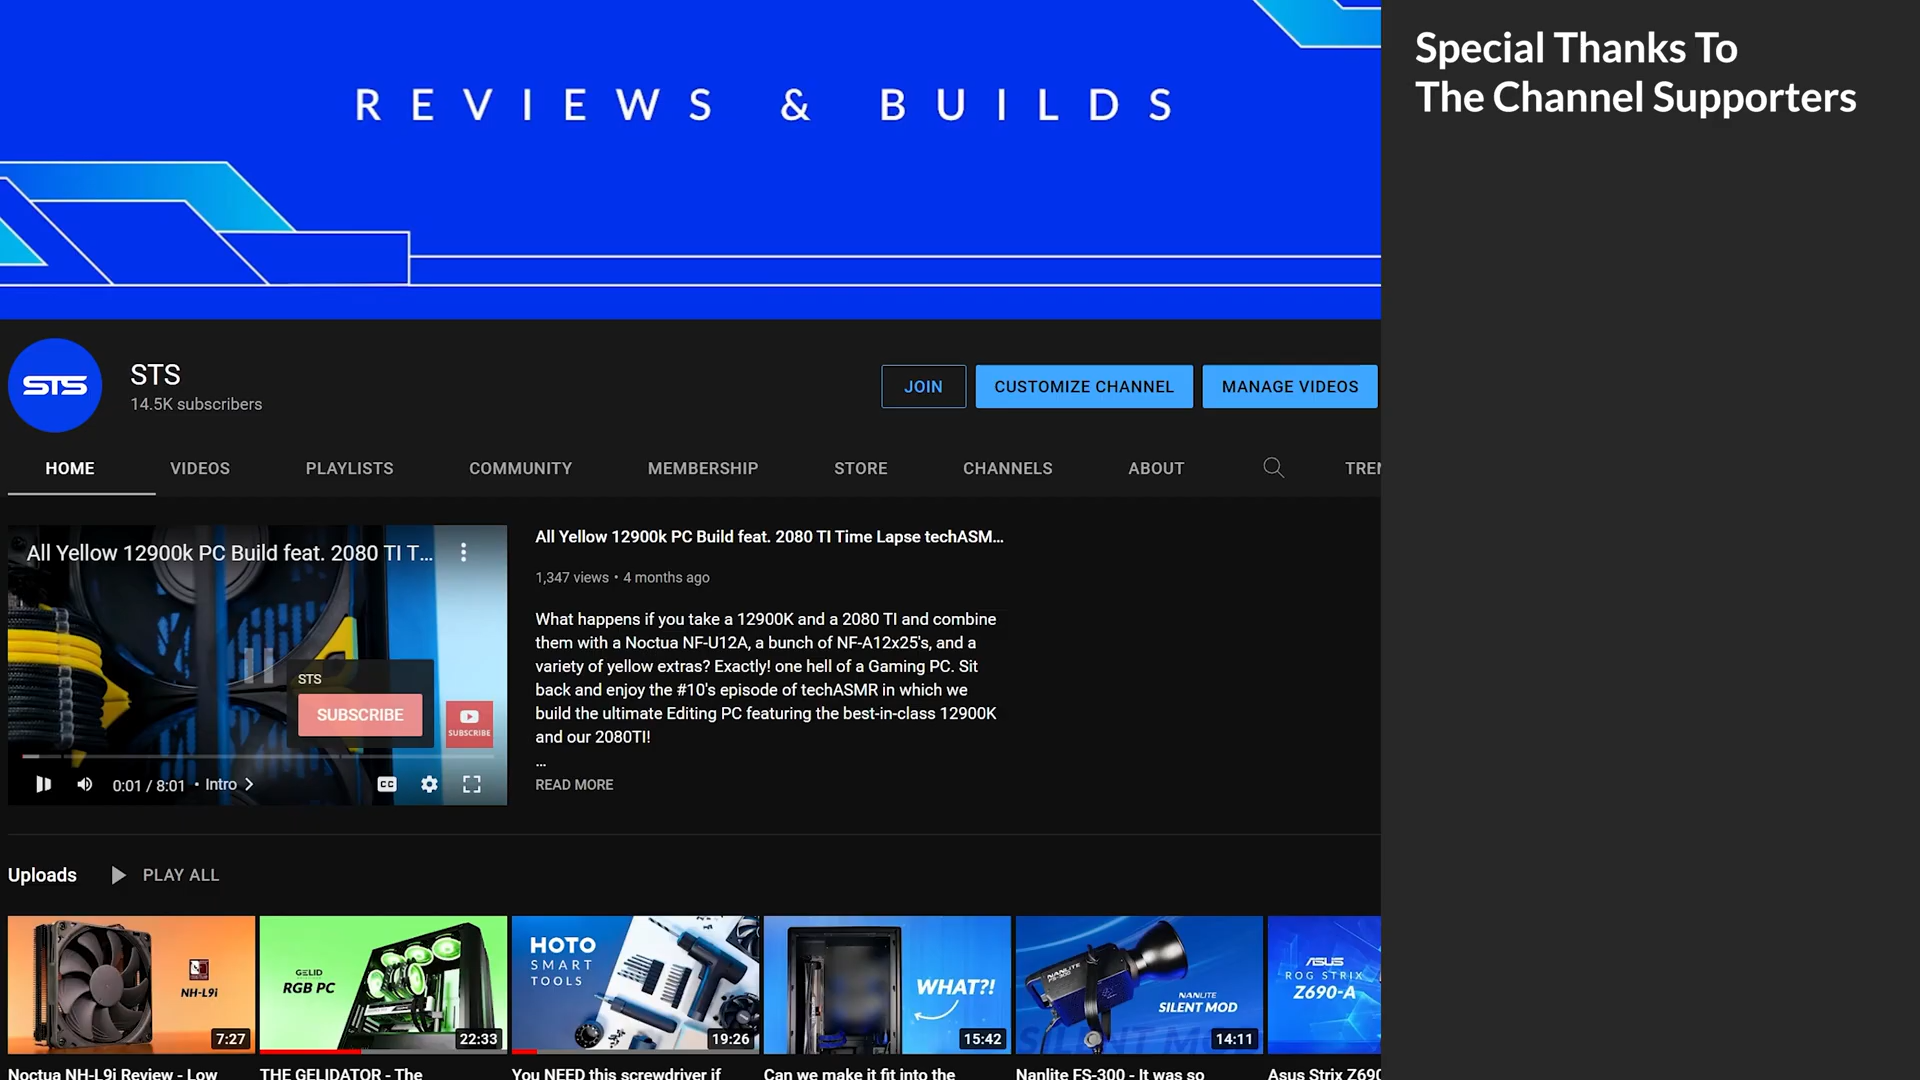 REVIEWS & BUILDS
Special Thanks To
The Channel Supporters
STS
STS
14.5K subscribers
JOIN
CUSTOMIZE CHANNEL
MANAGE VIDEOS
HOME
VIDEOS
PLAYLISTS
COMMUNITY
MEMBERSHIP
STORE
CHANNELS
ABOUT
TREN
All Yellow 12900k PC Build feat. 2080 TI T...
STS
SUBSCRIBE
SUBSCRIBE
0:01 / 8:01 • Intro
CC
All Yellow 12900k PC Build feat. 2080 TI Time Lapse techASM...
1,347 views • 4 months ago
What happens if you take a 12900K and a 2080 TI and combine
them with a Noctua NF-U12A, a bunch of NF-A12x25's, and a
variety of yellow extras? Exactly! one hell of a Gaming PC. Sit
back and enjoy the #10's episode of techASMR in which we
build the ultimate Editing PC featuring the best-in-class 12900K
and our 2080TI!
...
READ MORE
Uploads
PLAY ALL
NH-L9i
7:27
GELID
RGB PC
22:33
HOTO
SMART
TOOLS
19:26
WHAT?!
15:42
NANLITE
NANLITE
SILENT MOD
SILENT MO
14:11
ASUS
ROG STRIX
Z690-A
Noctua NH-L9i Review - Low
THE GELIDATOR - The
You NEED this screwdriver if
Can we make it fit into the
Nanlite FS-300 - It was so
Asus Strix Z690